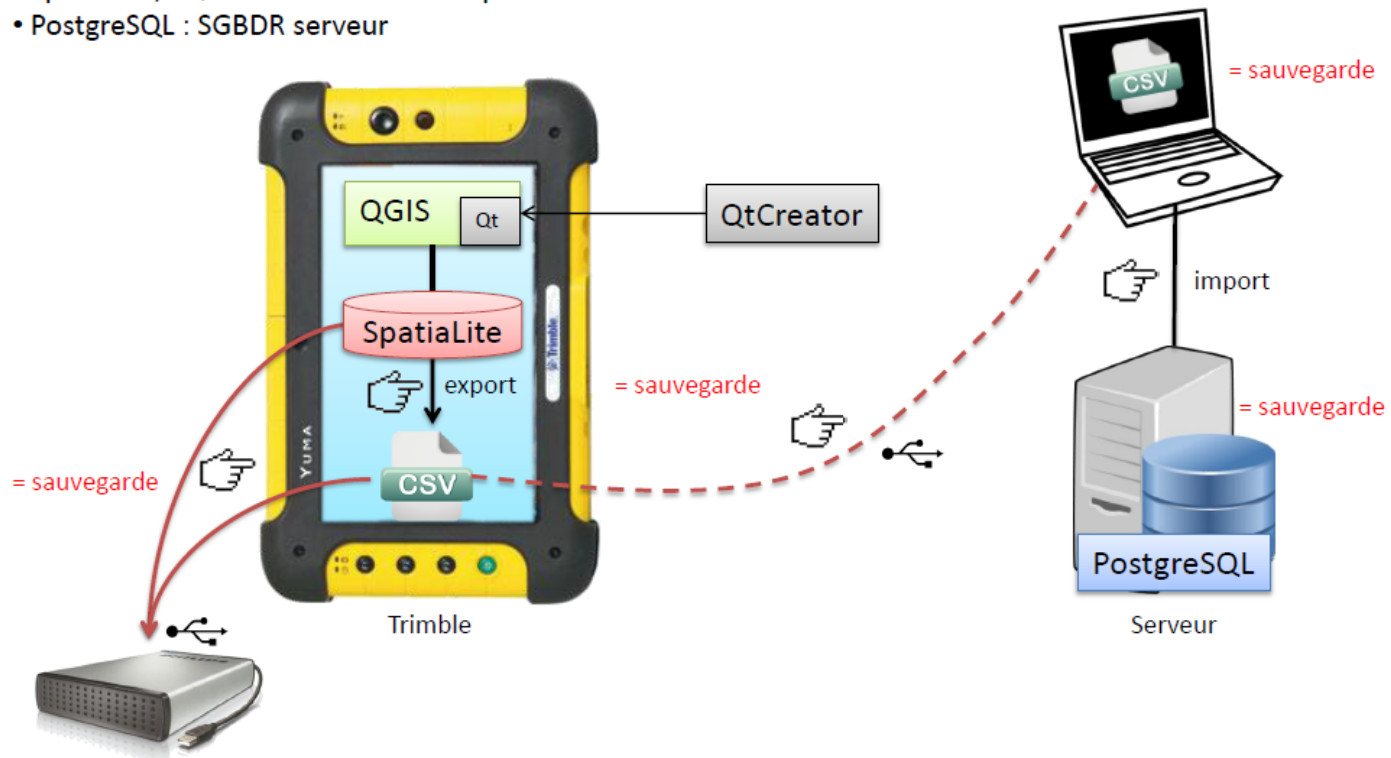 • PostgreSQL : SGBDR serveur
CSV
= sauvegarde
QGIS
Qt
QtCreator
SpatiaLite
import
export
= sauvegarde
= sauvegarde
Trimble
YUMA
CSV
= sauvegarde
PostgreSQL
Trimble
Serveur